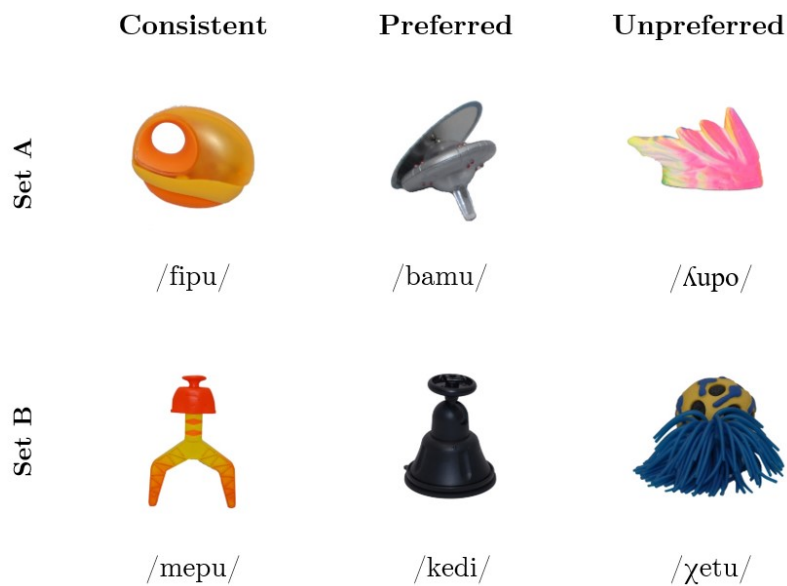 Consistent Preferred Unpreferred
Set A
/fipu/ /bamu/ /ʎupo/
Set B
/mepu/ /kedi/ /χetu/